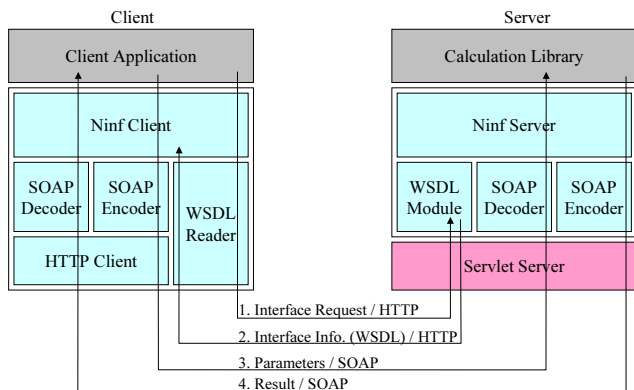 Client
Server
Client Application
Calculation Library
Ninf Client
Ninf Server
SOAP
Decoder
SOAP
Encoder
WSDL
Reader
HTTP Client
WSDL
Module
SOAP
Decoder
SOAP
Encoder
Servlet Server
1. Interface Request / HTTP
2. Interface Info. (WSDL) / HTTP
3. Parameters / SOAP
4. Result / SOAP